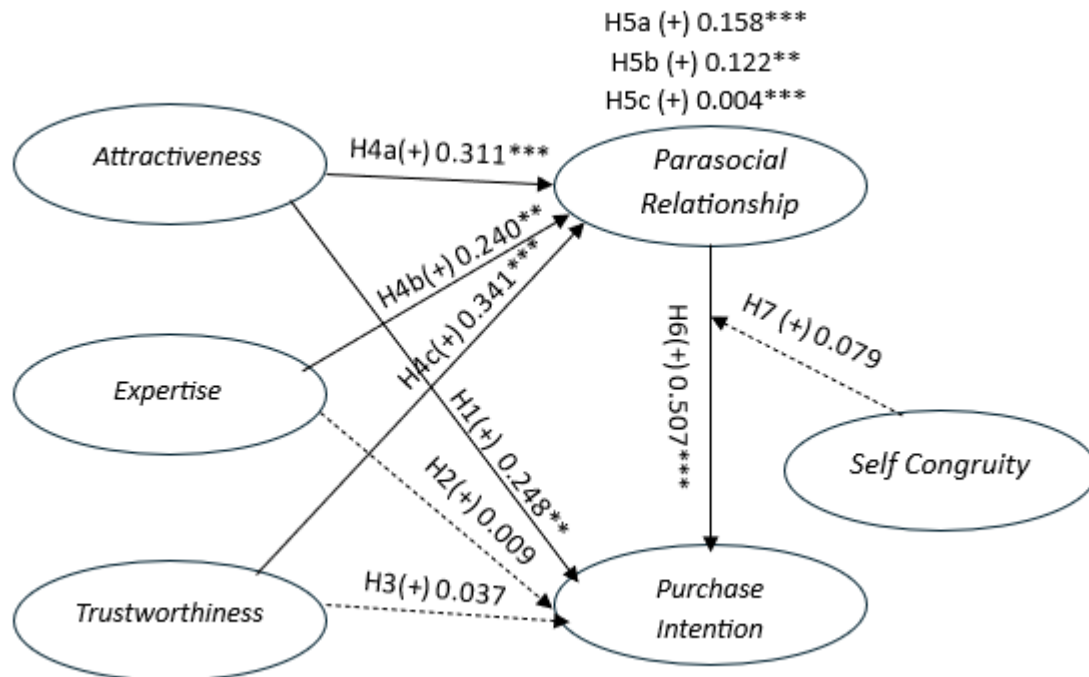 H5a (+) 0.158***
H5b (+) 0.122**
H5c (+) 0.004***
Attractiveness
H4a(+) 0.311***
Parasocial
Relationship
H4b(+) 0.240**
H4c(+) 0.341***
H7 (+) 0.079
H6(+) 0.507***
Expertise
H1(+) 0.248**
H2(+) 0.009
Self Congruity
H3(+) 0.037
Trustworthiness
Purchase
Intention